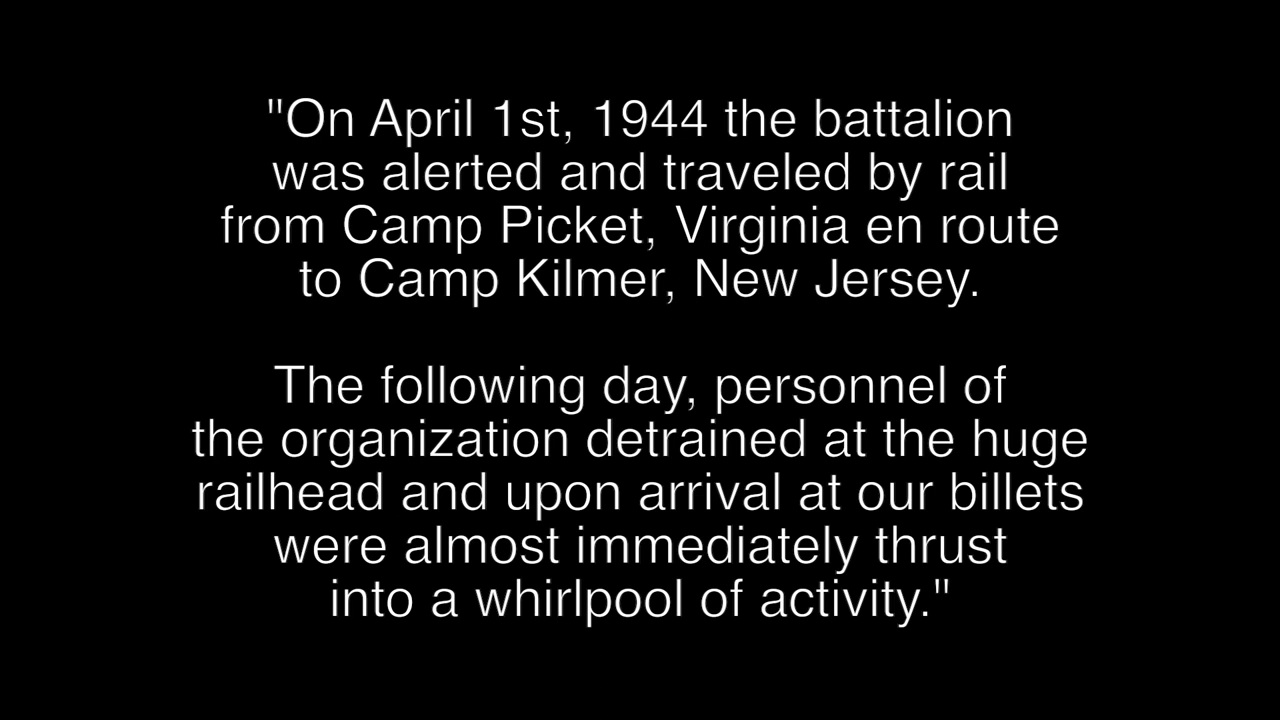 "On April 1st, 1944 the battalion
was alerted and traveled by rail
from Camp Picket, Virginia en route
to Camp Kilmer, New Jersey.
The following day, personnel of
the organization detrained at the huge
railhead and upon arrival at our billets
were almost immediately thrust
into a whirlpool of activity."